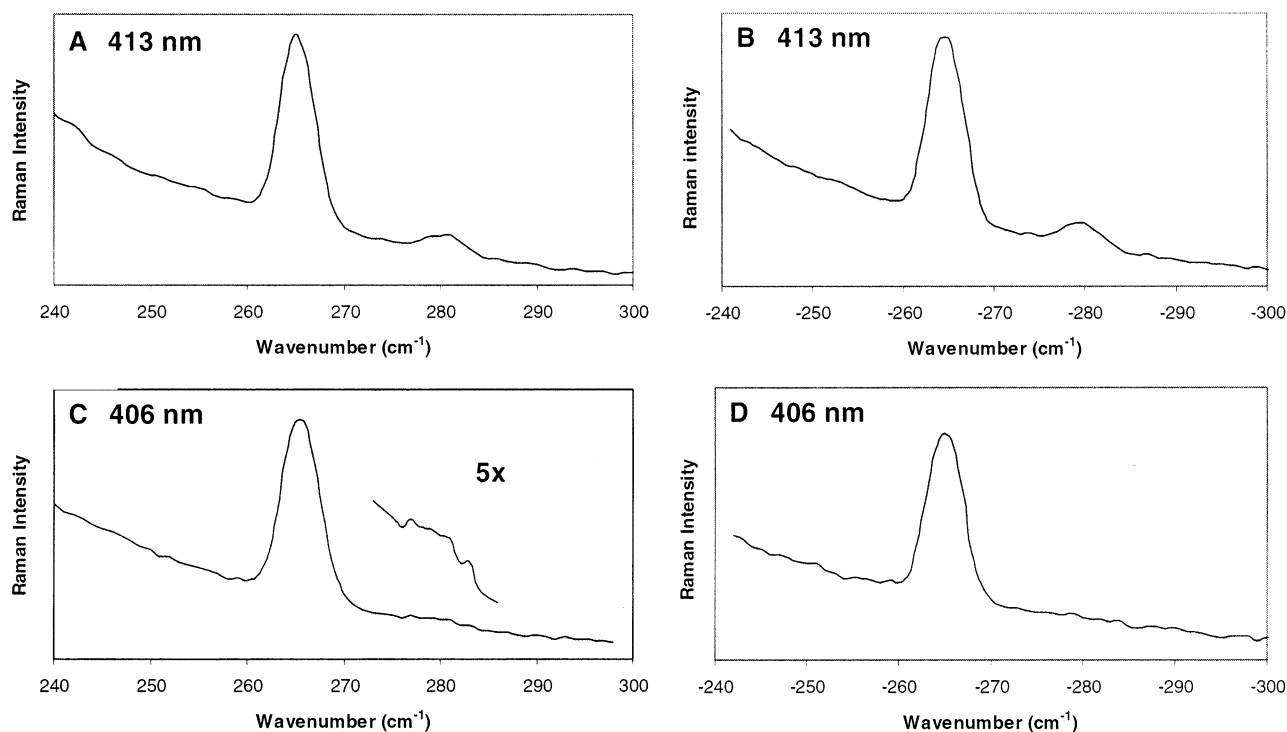 A 413 nm
Raman Intensity
240 250 260 270 280 290 300
Wavenumber (cm⁻¹)
B 413 nm
Raman intensity
-240 -250 -260 -270 -280 -290 -300
Wavenumber (cm⁻¹)
C 406 nm
5x
Raman Intensity
240 250 260 270 280 290 300
Wavenumber (cm⁻¹)
D 406 nm
Raman Intensity
-240 -250 -260 -270 -280 -290 -300
Wavenumber (cm⁻¹)